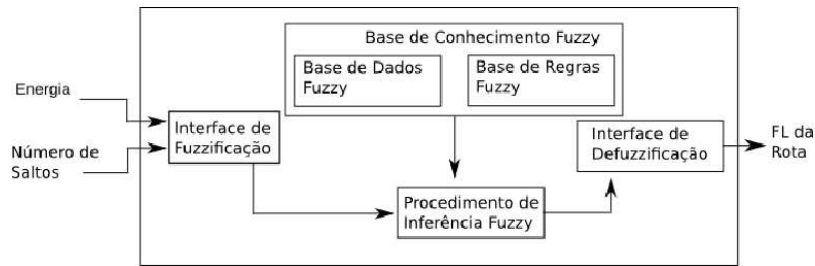 Base de Conhecimento Fuzzy
Base de Dados
Fuzzy
Base de Regras
Fuzzy
Energia
Número de
Saltos
Interface de
Fuzzificação
Interface de
Defuzzificação
FL da
Rota
Procedimento de
Inferência Fuzzy